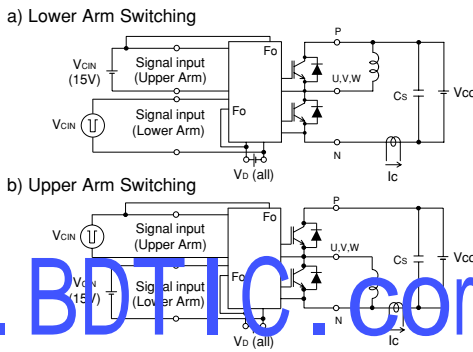 a) Lower Arm Switching
P
Fo
VCIN
(15V)
Signal input
(Upper Arm)
U,V,W
CS
Vcc
VCIN
Signal input
(Lower Arm)
Fo
N
VD (all)
Ic
b) Upper Arm Switching
P
Fo
VCIN
Signal input
(Upper Arm)
U,V,W
CS
Vcc
VCIN
(15V)
Signal input
(Lower Arm)
Fo
N
VD (all)
Ic
. BDTIC . com